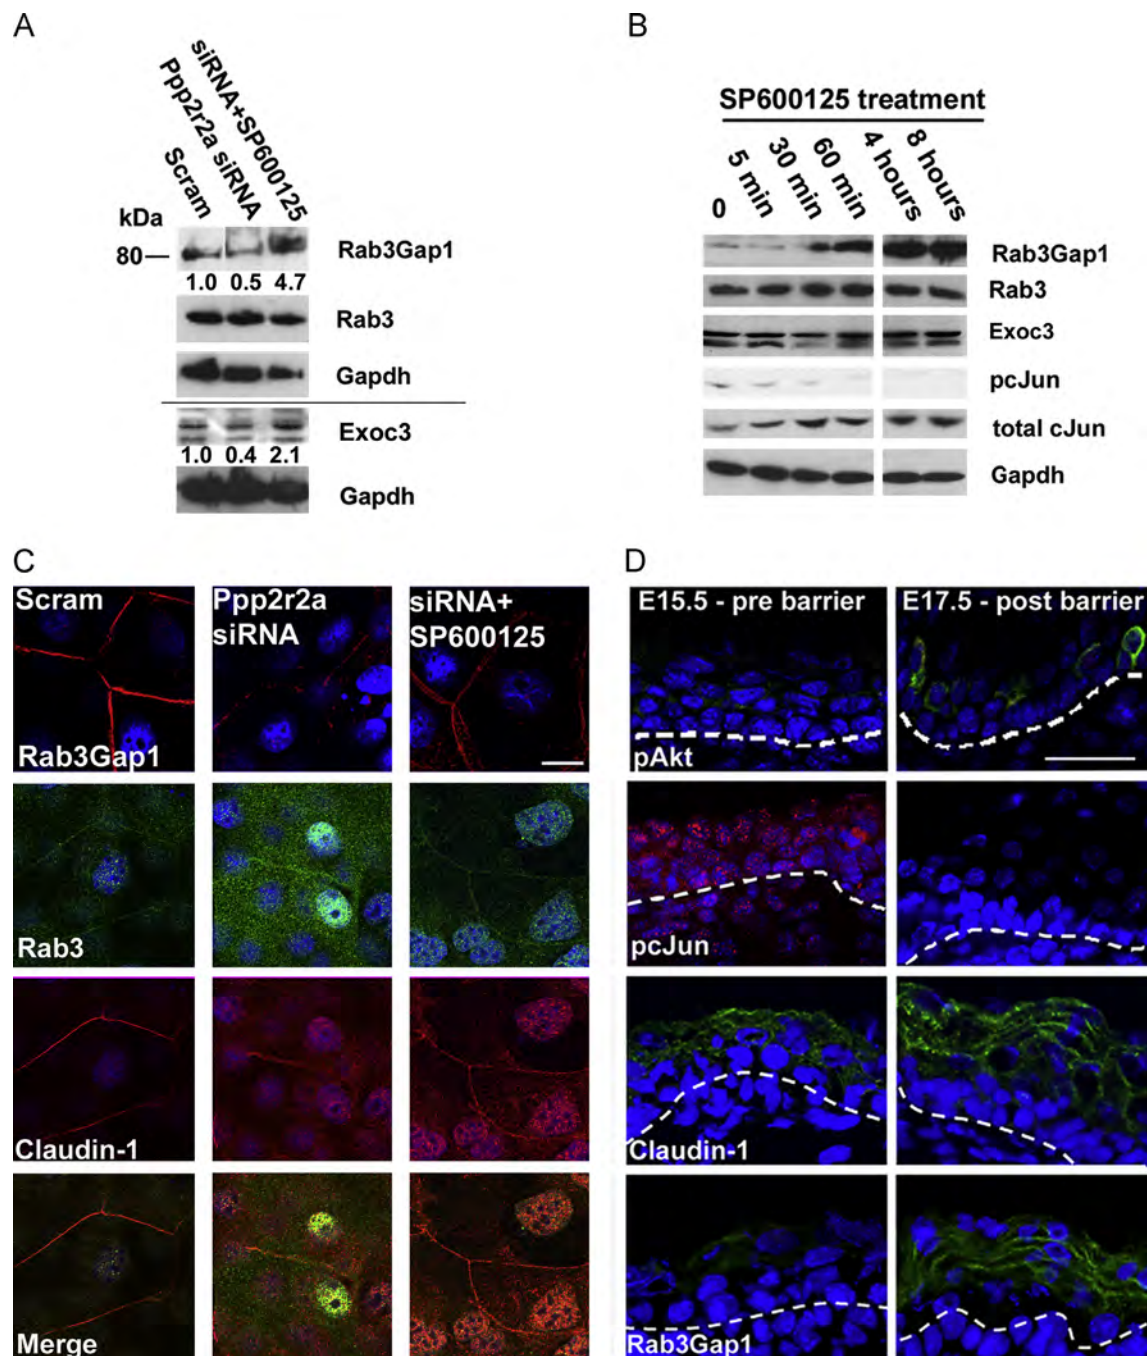 A
Scram
Ppp2r2a siRNA
siRNA+SP600125
kDa
80
Rab3Gap1
1.0 0.5 4.7
Rab3
Gapdh
Exoc3
1.0 0.4 2.1
Gapdh
B
SP600125 treatment
0
5 min
30 min
60 min
4 hours
8 hours
Rab3Gap1
Rab3
Exoc3
pcJun
total cJun
Gapdh
C
Scram
Ppp2r2a
siRNA
siRNA+
SP600125
Rab3Gap1
Rab3
Claudin-1
Merge
D
E15.5 - pre barrier
E17.5 - post barrier
pAkt
pcJun
Claudin-1
Rab3Gap1